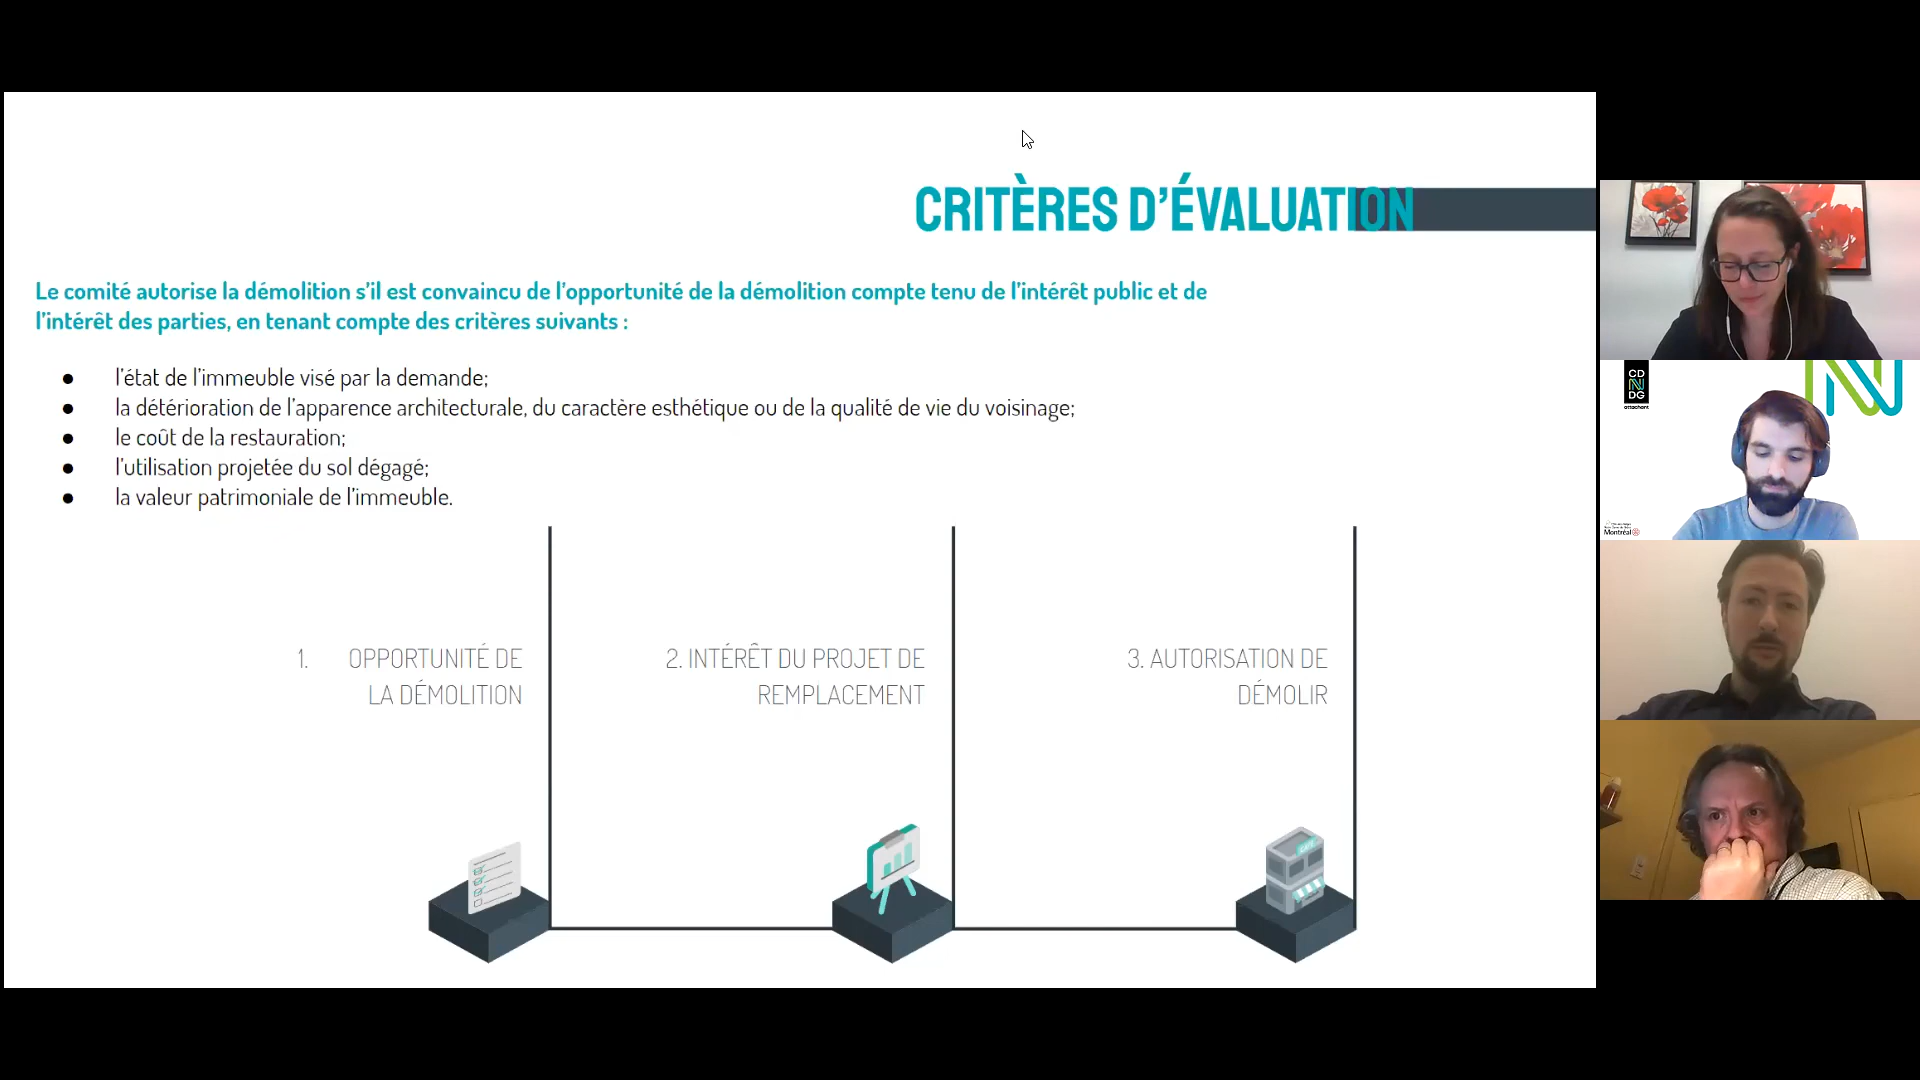 CRITÈRES D'ÉVALUATION
Le comité autorise la démolition s'il est convaincu de l'opportunité de la démolition compte tenu de l'intérêt public et de
l'intérêt des parties, en tenant compte des critères suivants :
● l'état de l'immeuble visé par la demande;
● la détérioration de l'apparence architecturale, du caractère esthétique ou de la qualité de vie du voisinage;
● le coût de la restauration;
● l'utilisation projetée du sol dégagé;
● la valeur patrimoniale de l'immeuble.
1. OPPORTUNITÉ DE
LA DÉMOLITION
2. INTÉRÊT DU PROJET DE
REMPLACEMENT
3. AUTORISATION DE
DÉMOLIR
CD
N
DG
attachant
Montréal